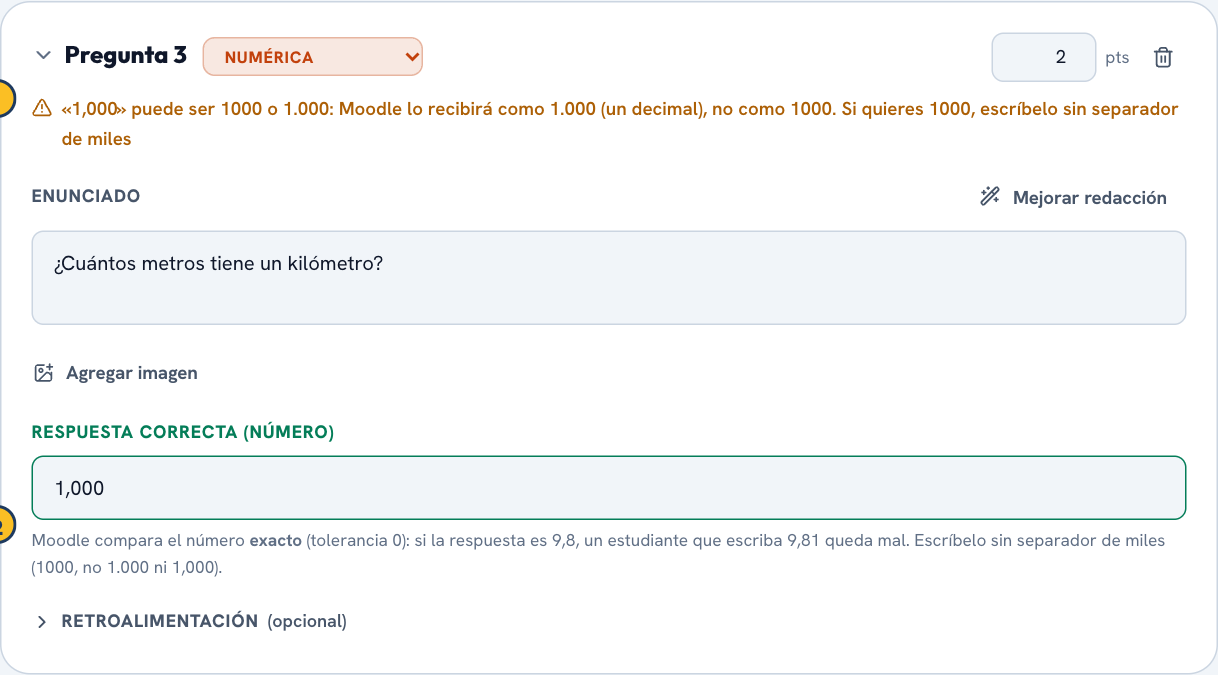 Pregunta 3 NUMÉRICA 2 pts
«1,000» puede ser 1000 o 1.000: Moodle lo recibirá como 1.000 (un decimal), no como 1000. Si quieres 1000, escríbelo sin separador
de miles
ENUNCIADO Mejorar redacción
¿Cuántos metros tiene un kilómetro?
Agregar imagen
RESPUESTA CORRECTA (NÚMERO)
1,000
Moodle compara el número exacto (tolerancia 0): si la respuesta es 9,8, un estudiante que escriba 9,81 queda mal. Escríbelo sin separador de miles
(1000, no 1.000 ni 1,000).
RETROALIMENTACIÓN (opcional)